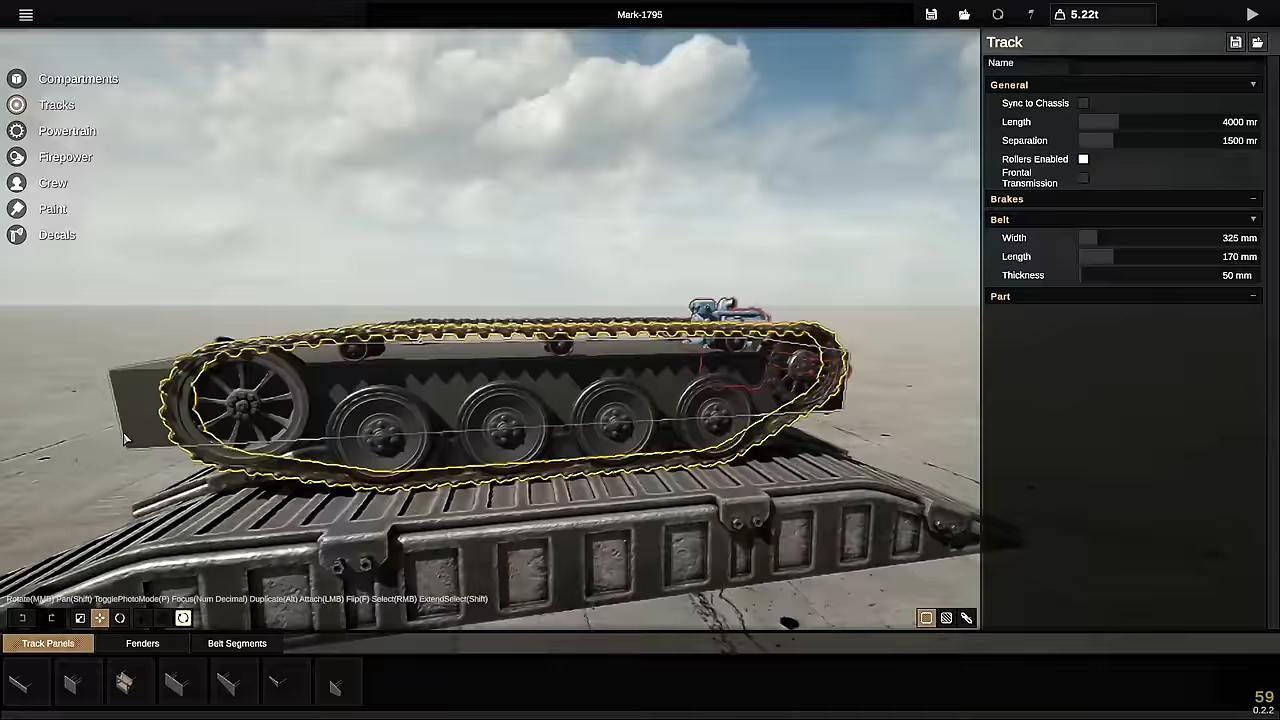 Mark-1795
5.22t
Compartments
Tracks
Powertrain
Firepower
Crew
Paint
Decals
Track
Name
General
Sync to Chassis
Length 4000 mr
Separation 1500 mr
Rollers Enabled
Frontal
Transmission
Brakes
Belt
Width 325 mm
Length 170 mm
Thickness 50 mm
Part
Rotate(MMB) Pan(Shift) TogglePhotoMode(P) Focus(Num Decimal) Duplicate(Alt) Attach(LMB) Flip(F) Select(RMB) ExtendSelect(Shift)
Track Panels Fenders Belt Segments
59
0.2.2